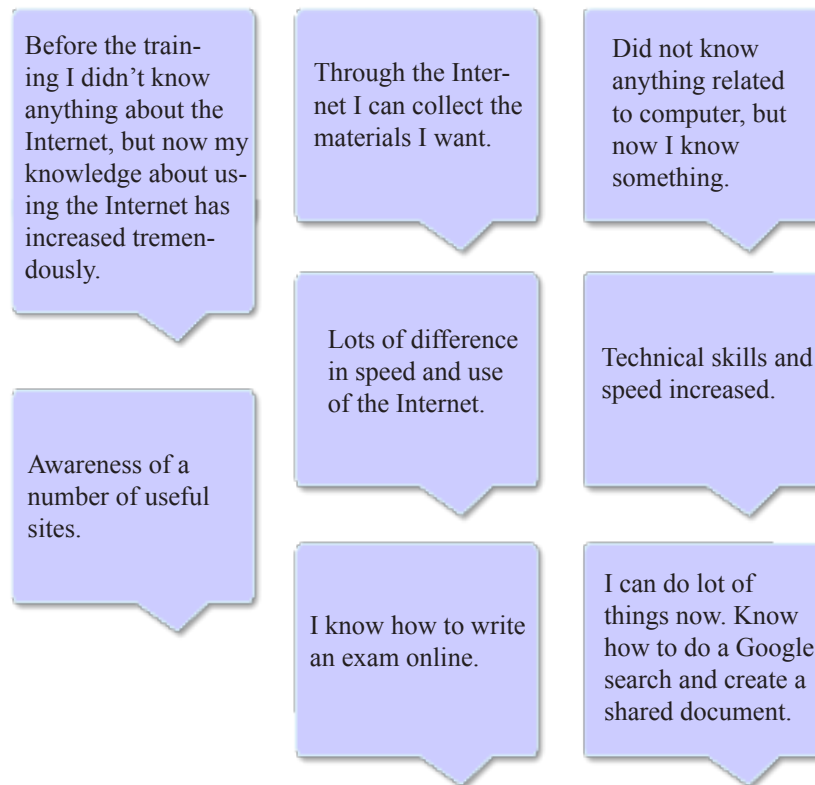 Before the train-
ing I didn't know
anything about the
Internet, but now my
knowledge about us-
ing the Internet has
increased tremen-
dously.
Awareness of a
number of useful
sites.
Through the Inter-
net I can collect the
materials I want.
Lots of difference
in speed and use
of the Internet.
I know how to write
an exam online.
Did not know
anything related
to computer, but
now I know
something.
Technical skills and
speed increased.
I can do lot of
things now. Know
how to do a Google
search and create a
shared document.